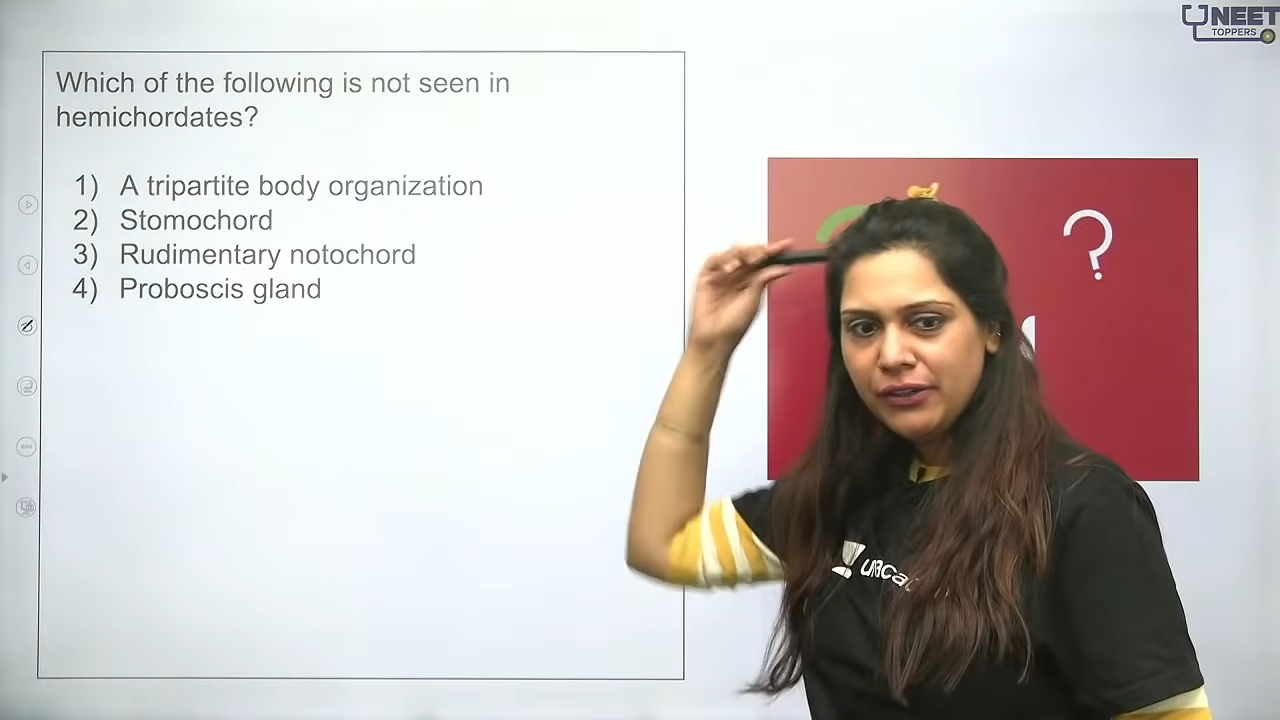 UNEET
TOPPERS
Which of the following is not seen in
hemichordates?
1) A tripartite body organization
2) Stomochord
3) Rudimentary notochord
4) Proboscis gland
?